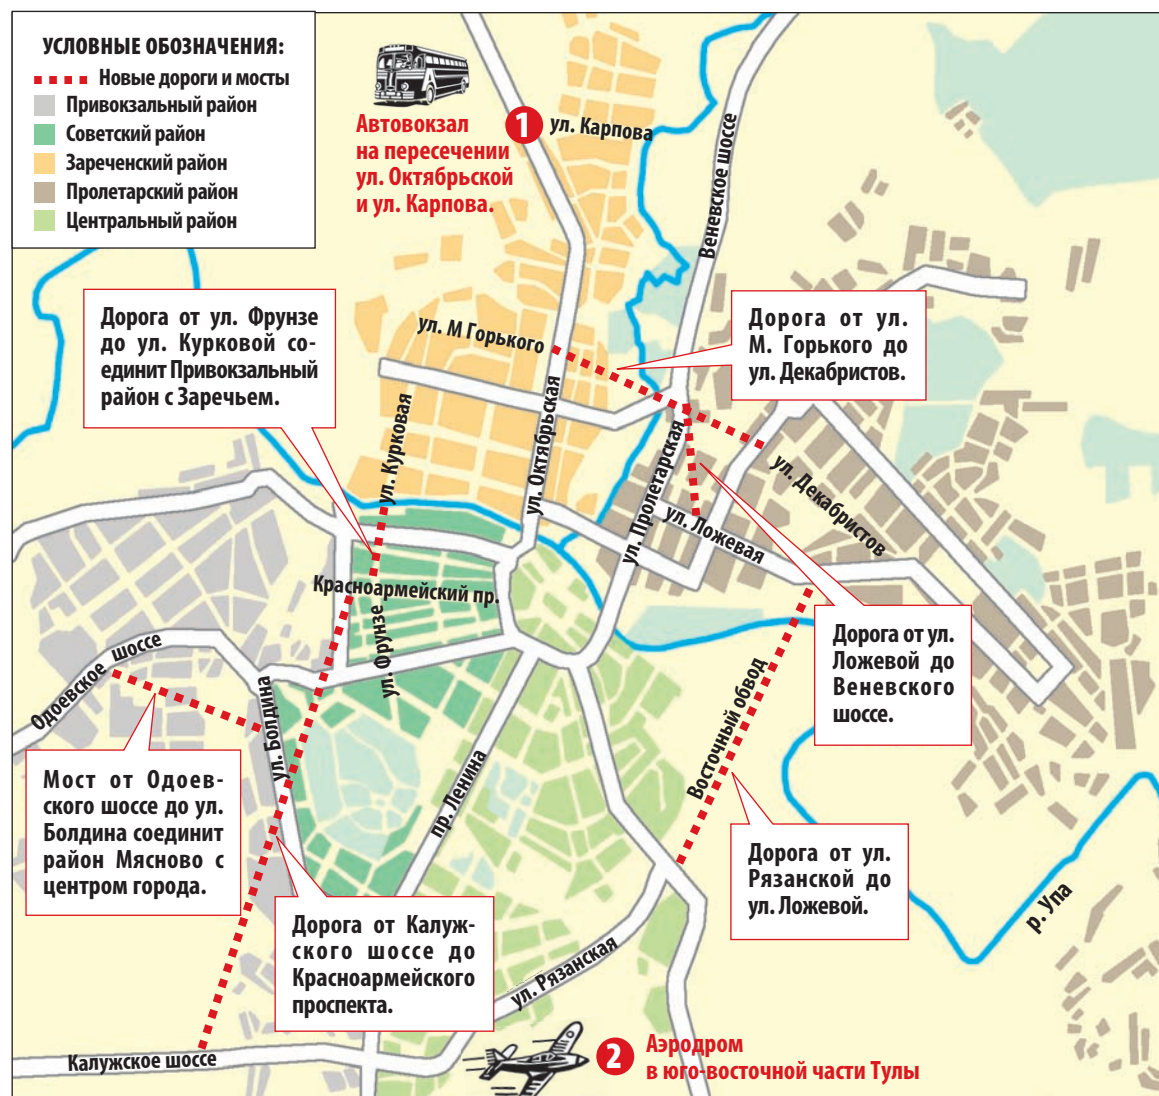 УСЛОВНЫЕ ОБОЗНАЧЕНИЯ:
Новые дороги и мосты
Привокзальный район
Советский район
Зареченский район
Пролетарский район
Центральный район
Автовокзал
на пересечении
ул. Октябрьской
и ул. Карпова.
1
ул. Карпова
Веневское шоссе
Дорога от ул. Фрунзе
до ул. Курковой со-
единит Привокзальный
район с Заречьем.
ул. М Горького
Дорога от ул.
М. Горького до
ул. Декабристов.
ул. Курковая
ул. Октябрьская
ул. Пролетарская
ул. Декабристов
ул. Ложевая
Красноармейский пр.
ул. Фрунзе
Одоевское шоссе
ул. Болдина
Дорога от ул.
Ложевой до
Веневского
шоссе.
Восточный обвод
Мост от Одоев-
ского шоссе до ул.
Болдина соединит
район Мясново с
центром города.
пр. Ленина
Дорога от ул.
Рязанской до
ул. Ложевой.
р. Упа
Дорога от Калуж-
ского шоссе до
Красноармейского
проспекта.
ул. Рязанская
Калужское шоссе
2
Аэродром
в юго-восточной части Тулы